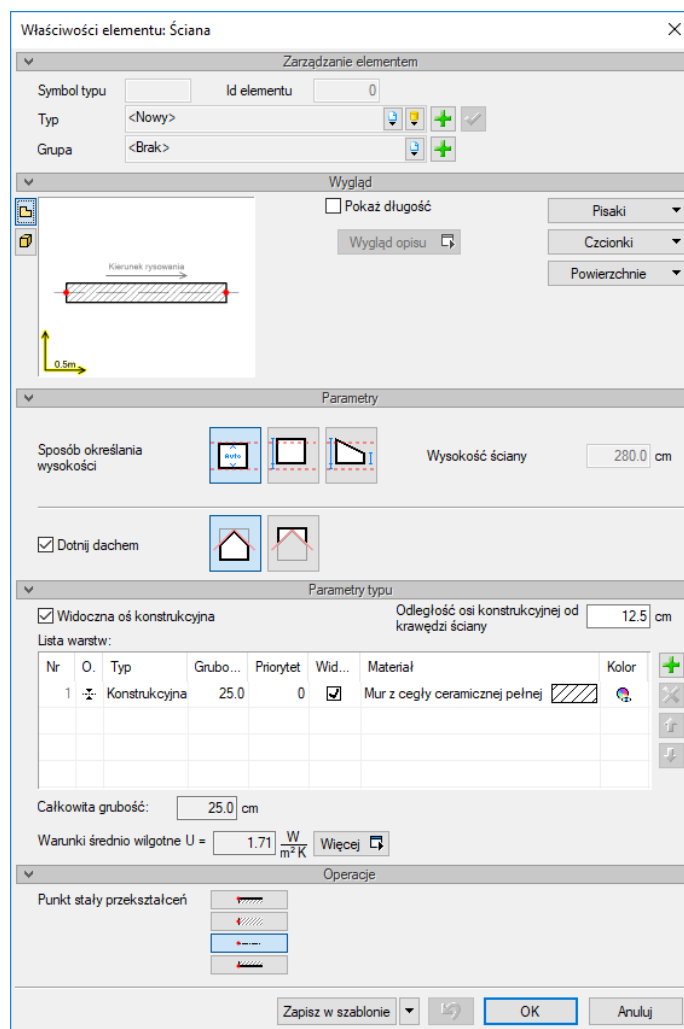 Właściwości elementu: Ściana
Zarządzanie elementem
Symbol typu Id elementu 0
Typ <Nowy>
Grupa <Brak>
Wygląd
Pokaż długość
Pisaki
Wygląd opisu
Czcionki
Powierzchnie
Kierunek rysowania
0.5m
Parametry
Sposób określania
wysokości
Auto
Wysokość ściany 280.0 cm
Dotnij dachem
Parametry typu
Widoczna oś konstrukcyjna
Odległość osi konstrukcyjnej od
krawędzi ściany
12.5 cm
Lista warstw:
Nr O. Typ Grubo... Priorytet Wid... Materiał Kolor
1 Konstrukcyjna 25.0 0 Mur z cegły ceramicznej pełnej
Całkowita grubość: 25.0 cm
Warunki średnio wilgotne U = 1.71 W
m² K
Więcej
Operacje
Punkt stały przekształceń
Zapisz w szablonie OK Anuluj